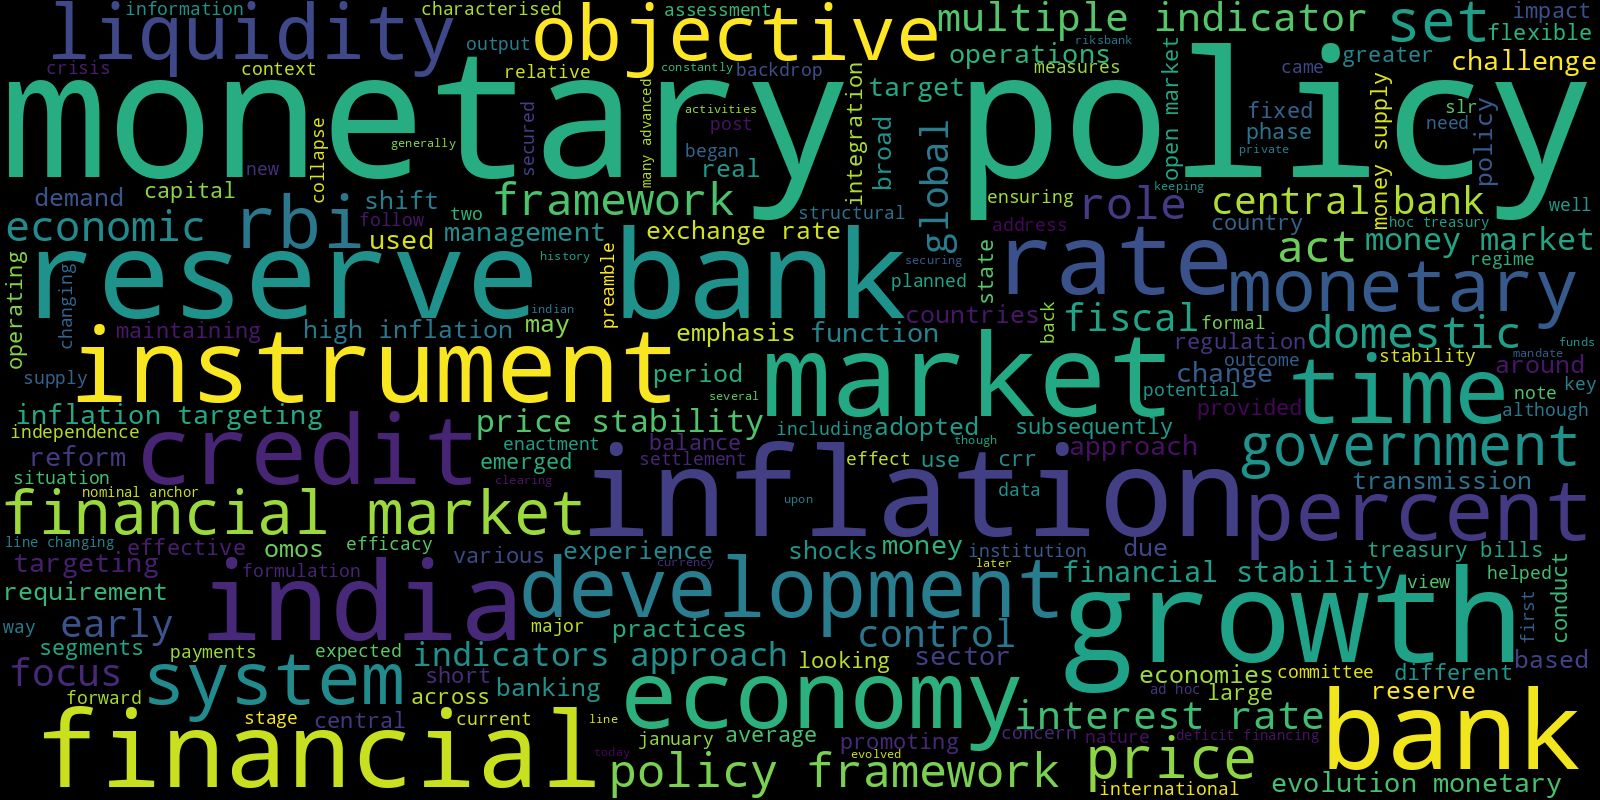 information
characterised
assessment
multiple indicator
set
impact
liquidity
output
objective
operations
riksbank
flexible
greater
challenge
crisis
context
relative
constantly
backdrop
measures
came
monetary policy
target
integration
many advanced
activities
post
secured
collapse
generally
began
real
broad
global
open market
fixed
phase
private
money supply
slr
need
policy
new
demand
capital
shift
framework
structural
ensuring
keeping
role
central bank
well
economic
rbi
follow
two
used
management
exchange rate
address
country
hoc treasury
act
money market
regime
reserve bank
history
preamble
securing
planned
state
rate
monetary
operating
changing
indian
maintaining
high inflation
may
emphasis
function
countries
back
fiscal
formal
domestic
regulation
outcome
stability
funds
mandate
instrument
supply
period
several
market
potential
change
time
around
key
note
although
provided
inflation targeting
price stability
including
adopted
subsequently
independence
credit
enactment
balance
though
approach
government
reform
emerged
settlement
effect
use
crr
situation
clearing
data
transmission
nominal anchor
financial market
inflation
upon
percent
line changing
effective
omos
efficacy
various
experience
shocks
money
institution
due
treasury bills
targeting
formulation
currency
later
financial stability
view
helped
requirement
india
development
growth
conduct
first
way
early
major
practices
control
segments
payments
expected
indicators approach
looking
sector
based
focus
system
short
across
banking
economies
committee
different
forward
economy
ad hoc
large
reserve
stage
central
current
line
interest rate
bank
financial
january
average
promoting
concern
nature
deficit financing
today
evolved
price
policy framework
international
evolution monetary